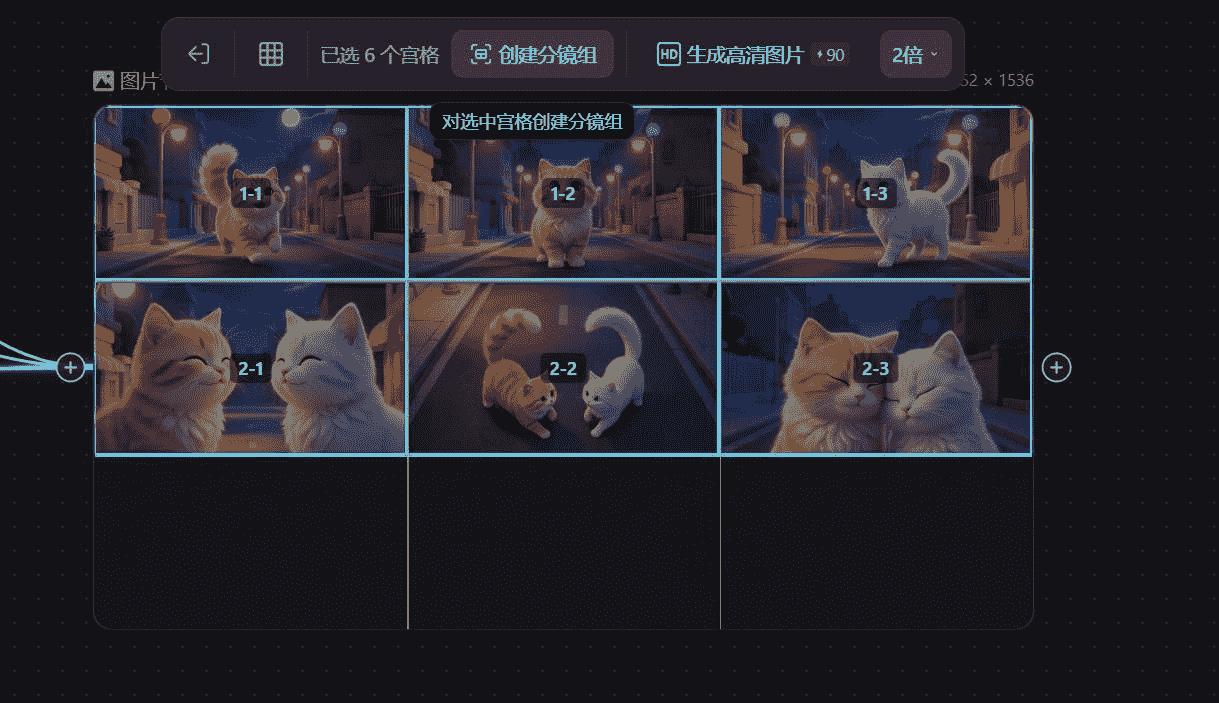 已选 6 个宫格
创建分镜组
HD 生成高清图片 90
2倍
图片
52 × 1536
对选中宫格创建分镜组
1-1
1-2
1-3
2-1
2-2
2-3